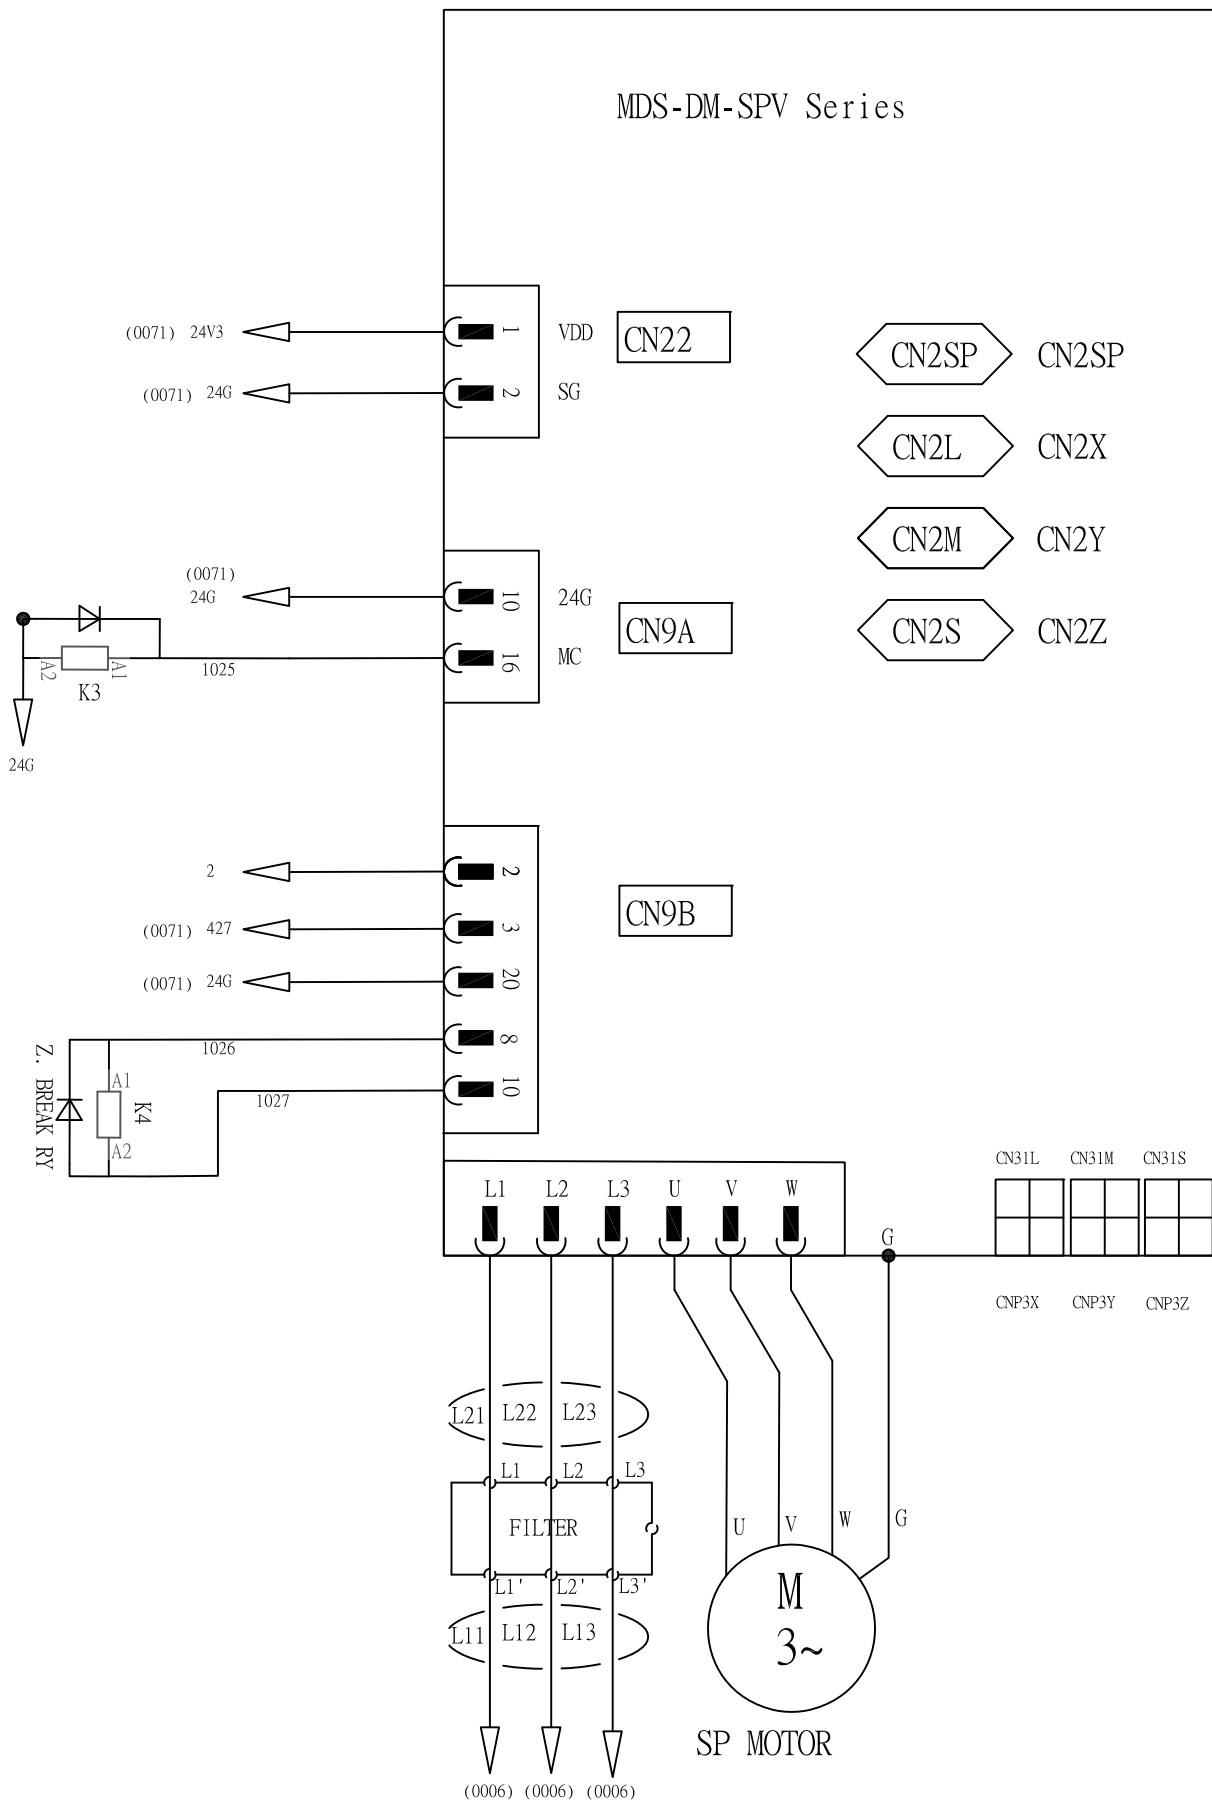 MDS-DM-SPV Series
(0071) 24V3
1
VDD
CN22
(0071) 24G
2
SG
CN2SP
CN2SP
CN2L
CN2X
CN2M
CN2Y
CN2S
CN2Z
(0071)
24G
10
24G
CN9A
A2
A1
K3
1025
16
MC
24G
2
2
CN9B
(0071) 427
3
(0071) 24G
20
1026
8
1027
10
Z. BREAK RY
A1
K4
A2
L1 L2 L3 U V W
G
CN31L CN31M CN31S
CNP3X CNP3Y CNP3Z
L21 L22 L23
L1 L2 L3
FILTER
L1' L2' L3'
L11 L12 L13
U V W G
M
3~
SP MOTOR
(0006) (0006) (0006)